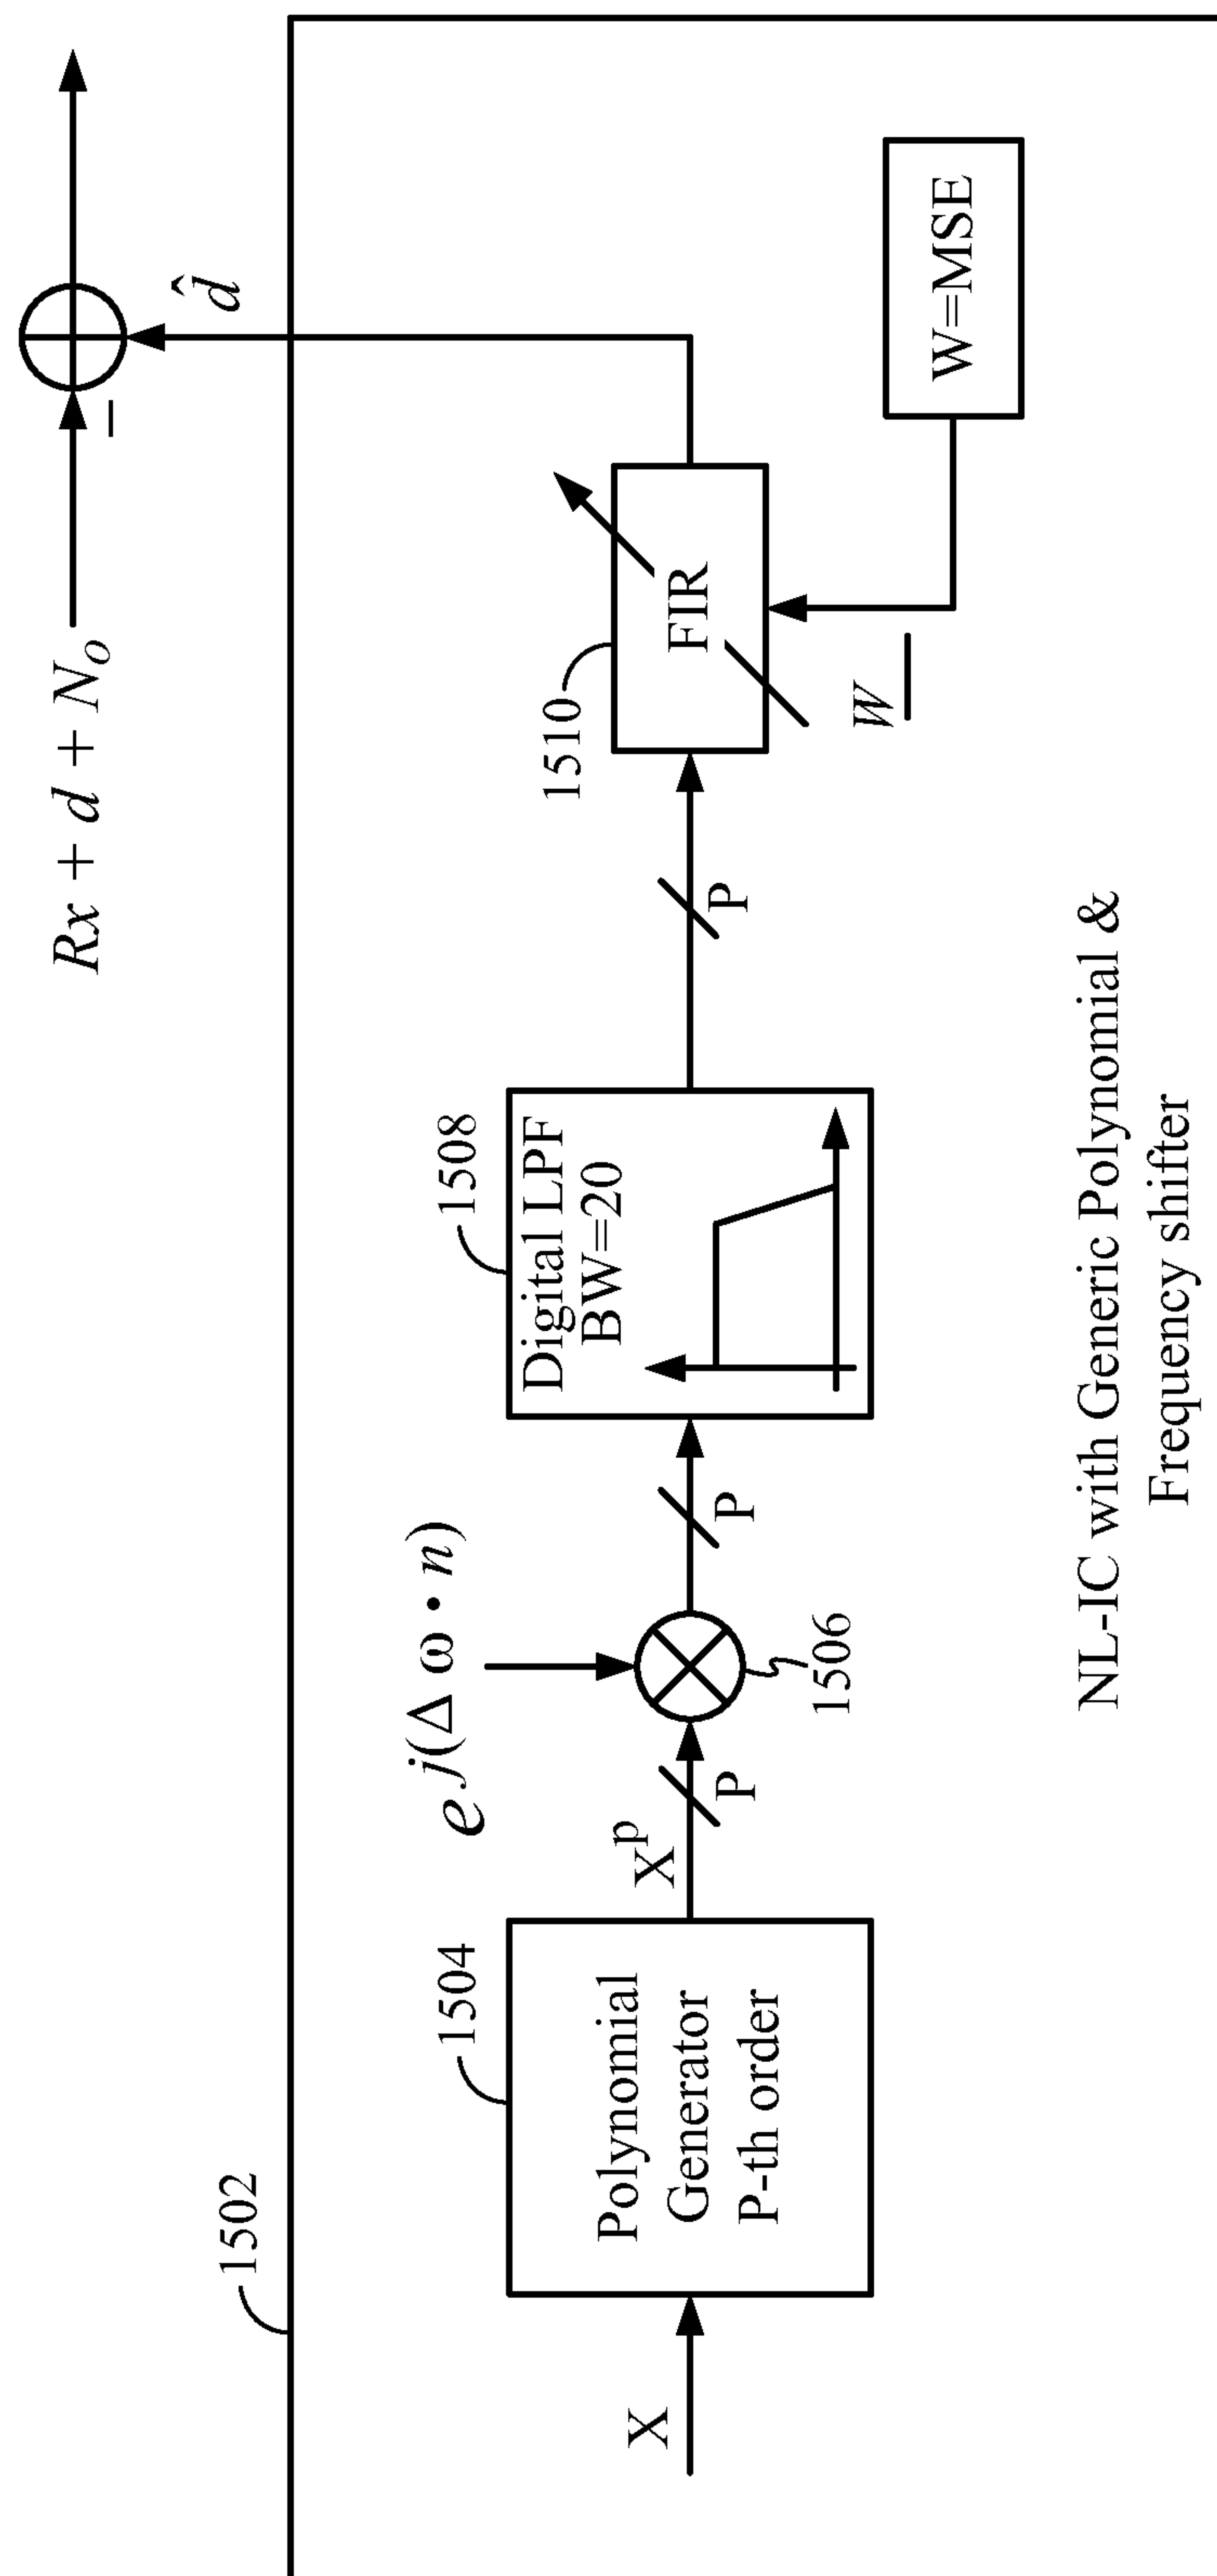 Rx + d + N_o
–
d̂
1502
X
1504
Polynomial
Generator
P-th order
X^p
P
e^j(Δ ω • n)
1506
P
1508
Digital LPF
BW=20
P
1510
FIR
W
W=MSE
NL-IC with Generic Polynomial &
Frequency shifter